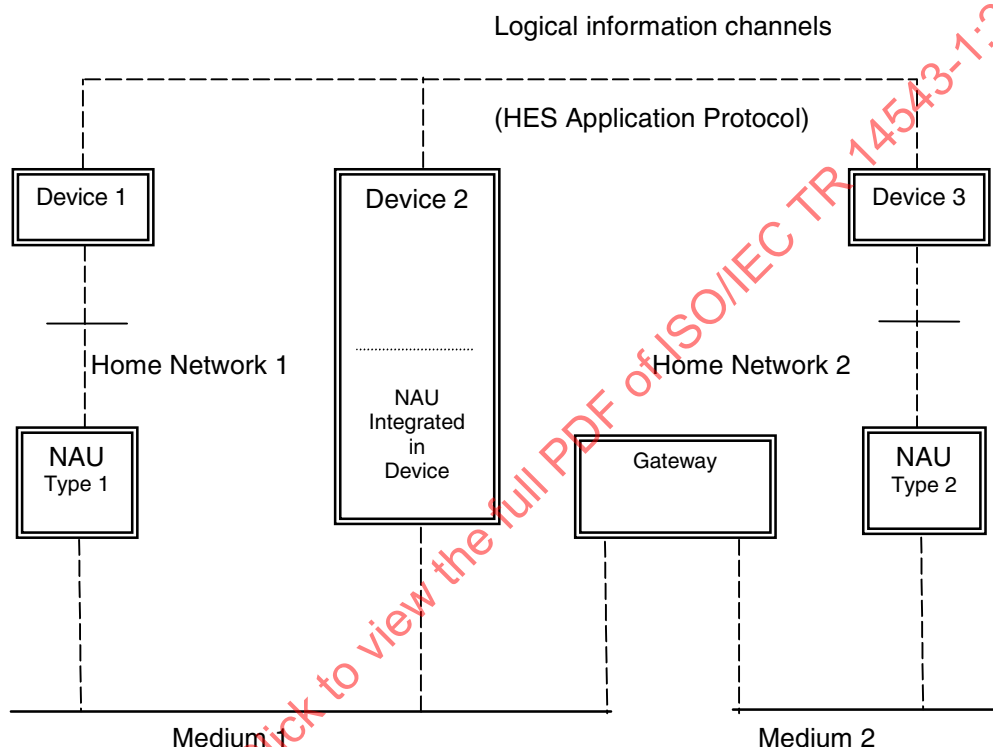 Logical information channels
(HES Application Protocol)
Device 1
Device 2
Device 3
Home Network 1
Home Network 2
NAU
Integrated
in
Device
NAU
Type 1
Gateway
NAU
Type 2
Medium 1
Medium 2
click to view the full PDF of ISO/IEC TR 14543-1:2